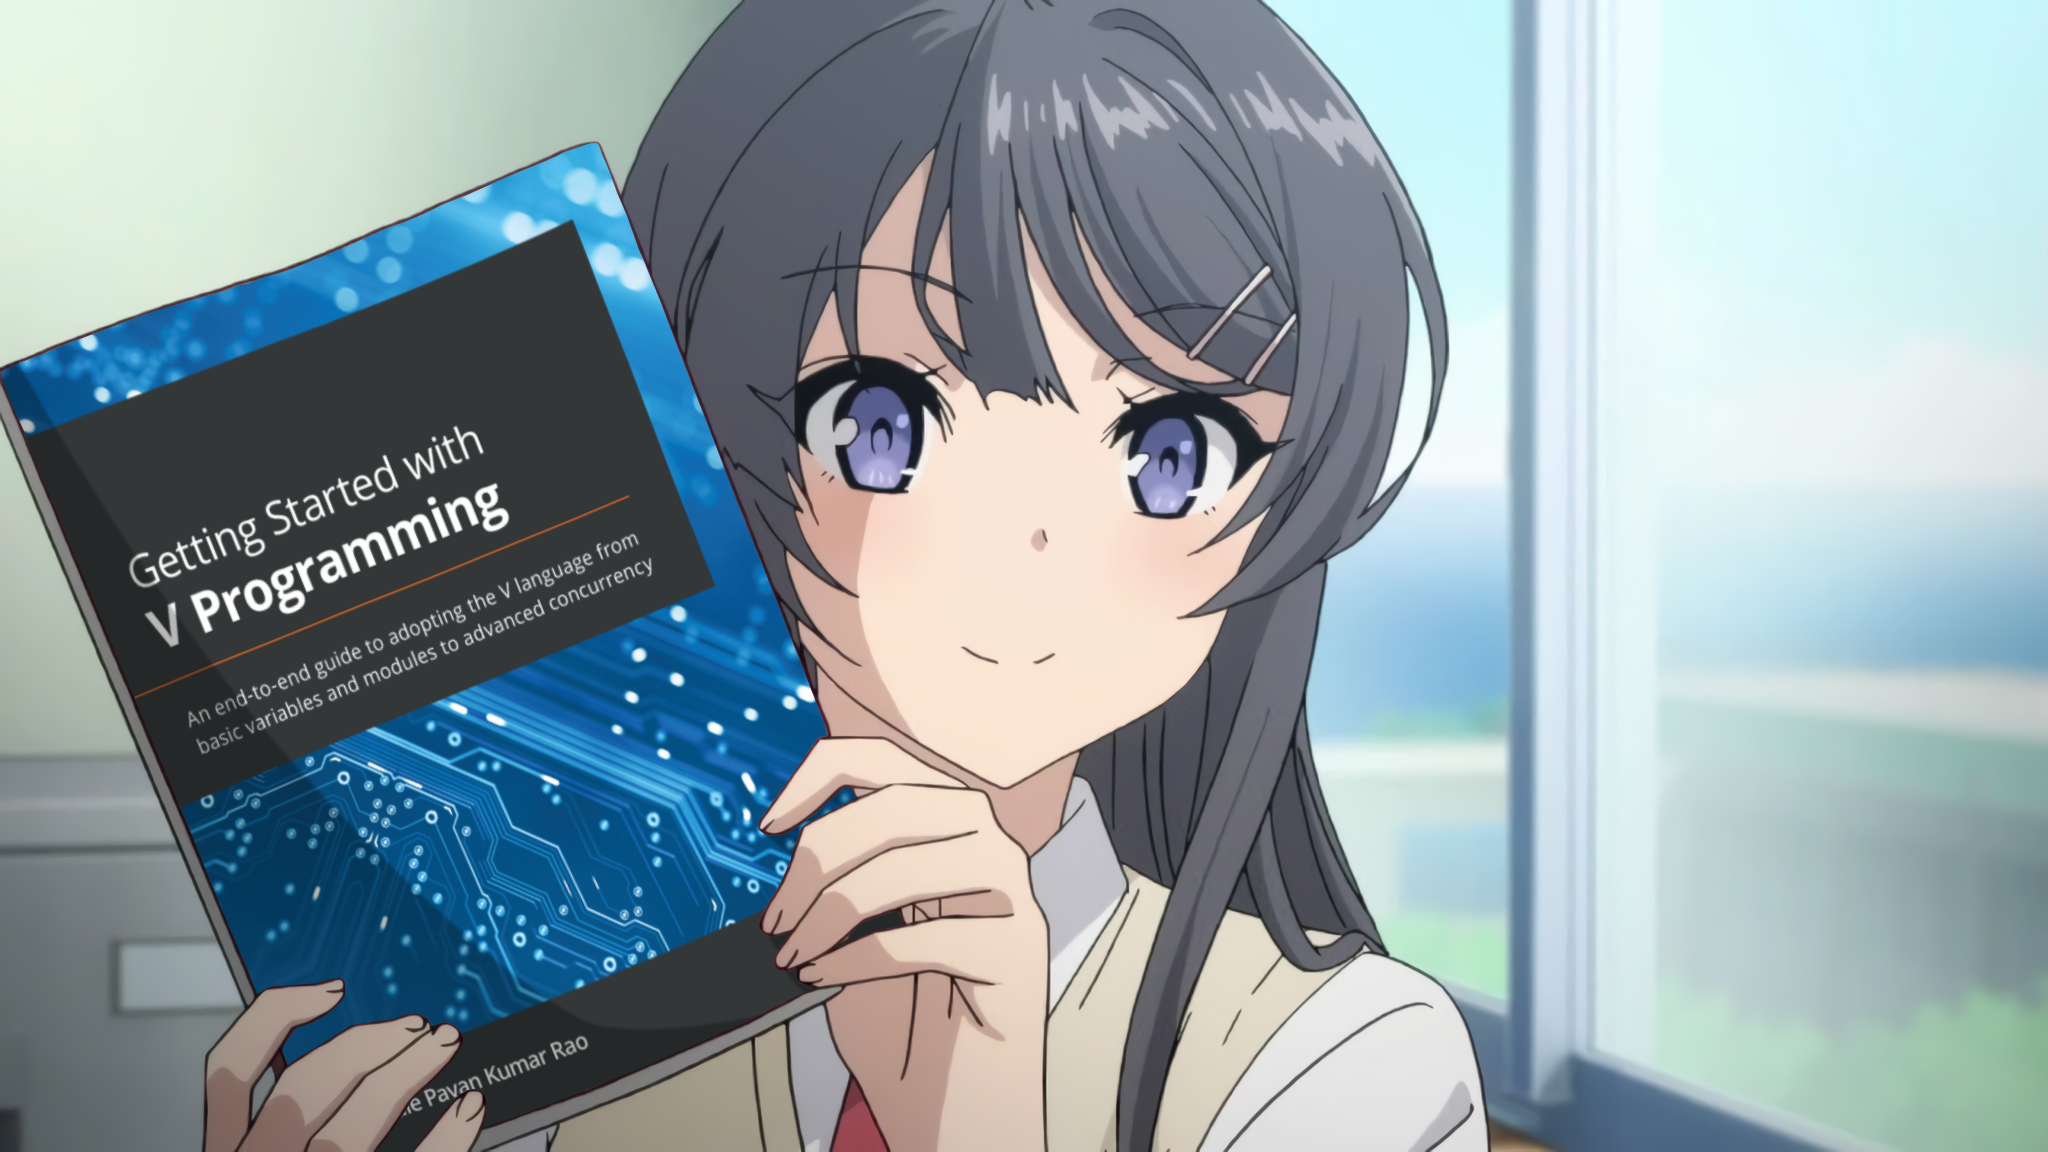 Getting Started with
V Programming
An end-to-end guide to adopting the V language from
basic variables and modules to advanced concurrency
Pavan Kumar Rao